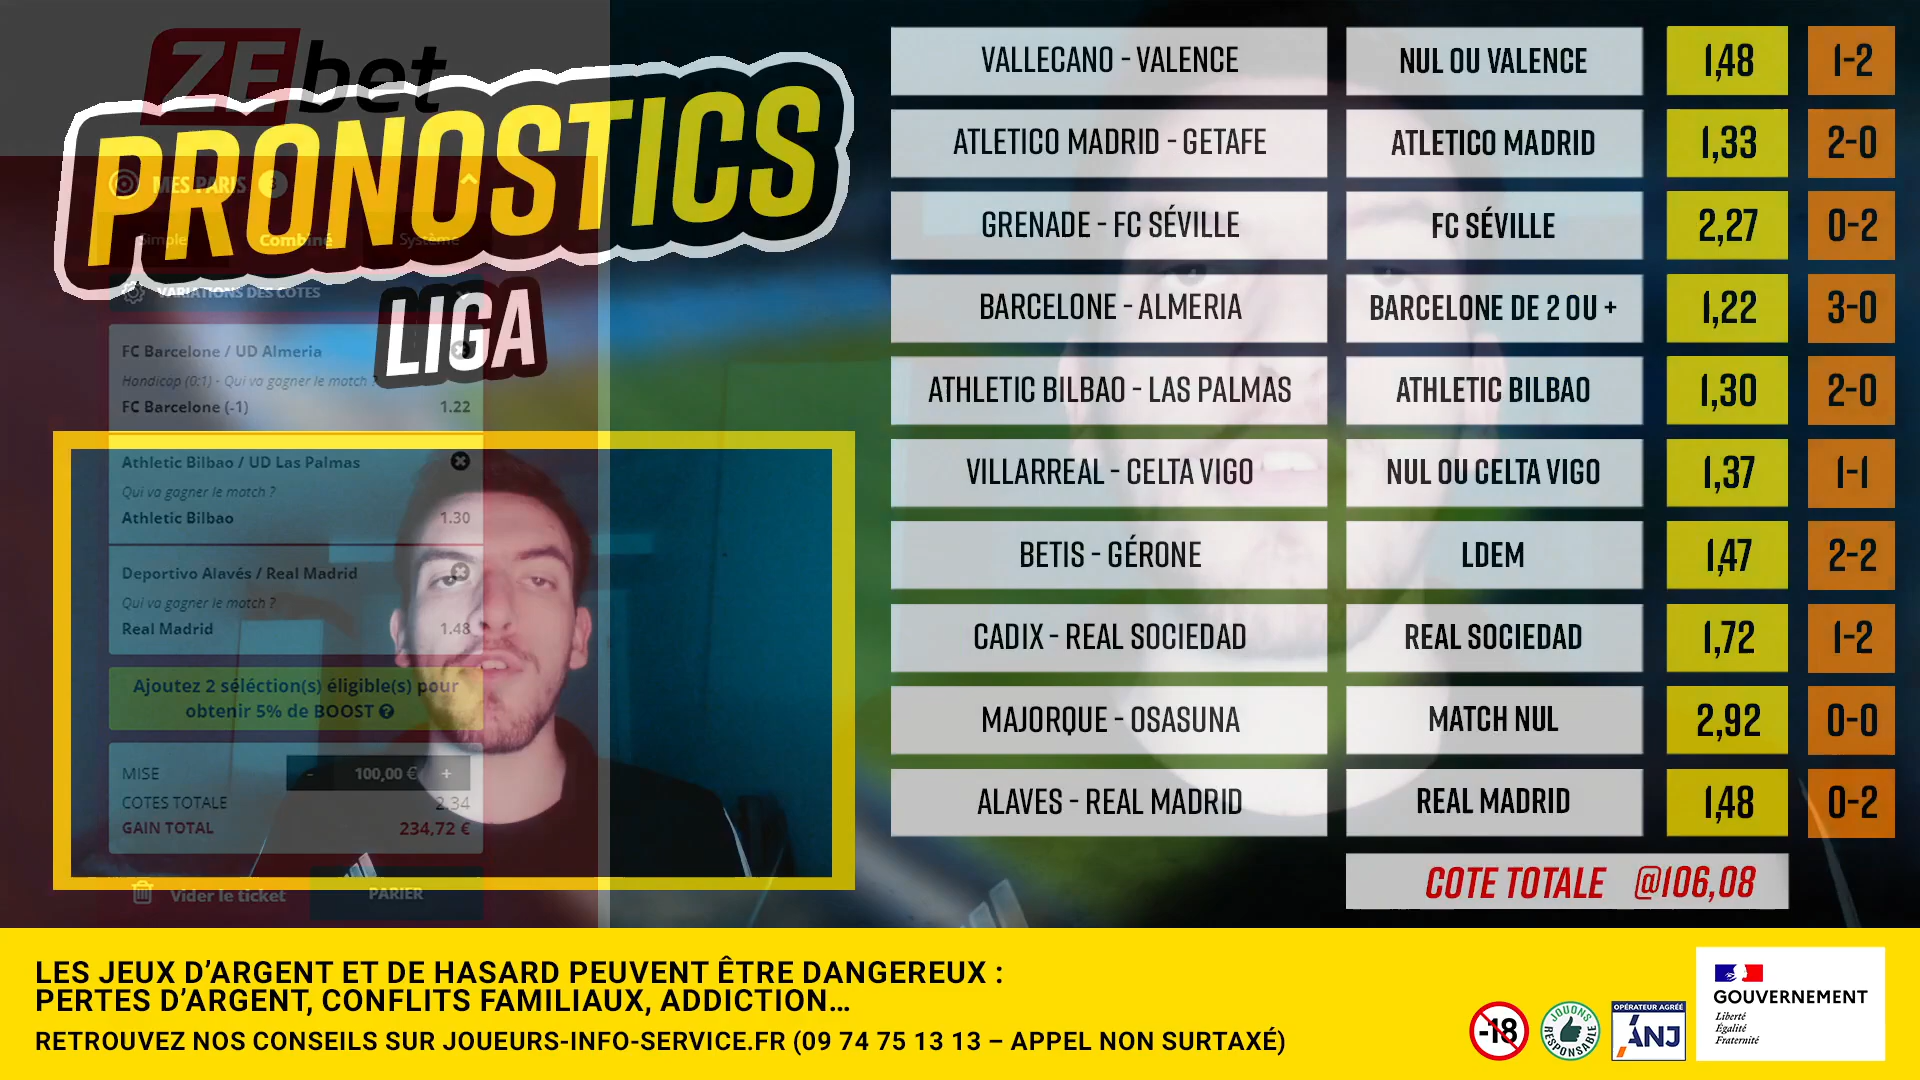 ZEbet
PRONOSTICS
LIGA
MES PARIS 3
Simple Combiné Système
VARIATIONS DES COTES
FC Barcelone / UD Almeria
Handicap (0:1) - Qui va gagner le match ?
FC Barcelone (-1) 1.22
Athletic Bilbao / UD Las Palmas
Qui va gagner le match ?
Athletic Bilbao 1.30
Deportivo Alavés / Real Madrid
Qui va gagner le match ?
Real Madrid 1.48
Ajoutez 2 séléction(s) éligible(s) pour
obtenir 5% de BOOST ?
MISE - 100,00 € +
COTES TOTALE 2.34
GAIN TOTAL 234,72 €
Vider le ticket PARIER
VALLECANO - VALENCE NUL OU VALENCE 1,48 1-2
ATLETICO MADRID - GETAFE ATLETICO MADRID 1,33 2-0
GRENADE - FC SÉVILLE FC SÉVILLE 2,27 0-2
BARCELONE - ALMERIA BARCELONE DE 2 OU + 1,22 3-0
ATHLETIC BILBAO - LAS PALMAS ATHLETIC BILBAO 1,30 2-0
VILLARREAL - CELTA VIGO NUL OU CELTA VIGO 1,37 1-1
BETIS - GÉRONE LDEM 1,47 2-2
CADIX - REAL SOCIEDAD REAL SOCIEDAD 1,72 1-2
MAJORQUE - OSASUNA MATCH NUL 2,92 0-0
ALAVES - REAL MADRID REAL MADRID 1,48 0-2
COTE TOTALE @106,08
LES JEUX D'ARGENT ET DE HASARD PEUVENT ÊTRE DANGEREUX :
PERTES D'ARGENT, CONFLITS FAMILIAUX, ADDICTION...
RETROUVEZ NOS CONSEILS SUR JOUEURS-INFO-SERVICE.FR (09 74 75 13 13 – APPEL NON SURTAXÉ)
-18
JOUONS
RESPONSABLE
OPÉRATEUR AGRÉÉ
ANJ
GOUVERNEMENT
Liberté
Égalité
Fraternité